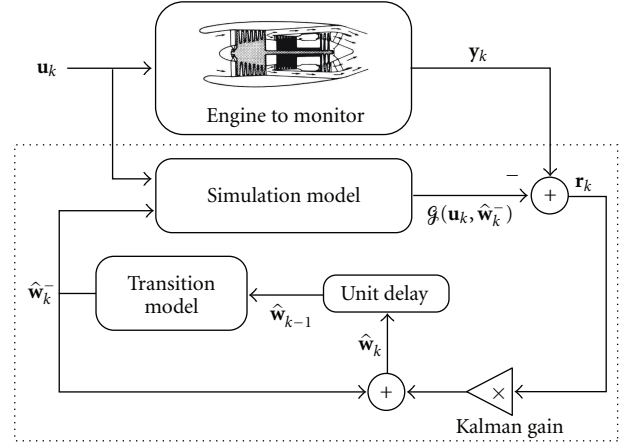 u_k
Engine to monitor
y_k
Simulation model
−
+
r_k
𝒢(u_k, ŵ_k^−)
ŵ_k^−
Transition
model
ŵ_{k−1}
Unit delay
ŵ_k
+
×
Kalman gain